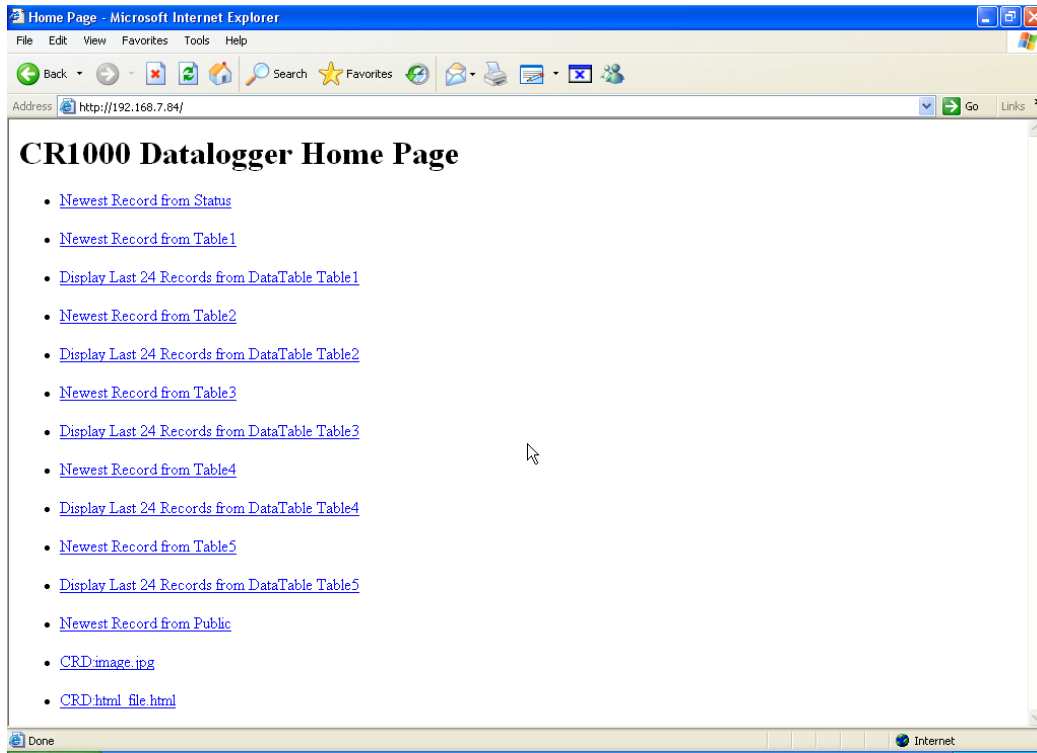 Home Page - Microsoft Internet Explorer
File Edit View Favorites Tools Help
Back Search Favorites
Address http://192.168.7.84/ Go Links
CR1000 Datalogger Home Page
Newest Record from Status
Newest Record from Table1
Display Last 24 Records from DataTable Table1
Newest Record from Table2
Display Last 24 Records from DataTable Table2
Newest Record from Table3
Display Last 24 Records from DataTable Table3
Newest Record from Table4
Display Last 24 Records from DataTable Table4
Newest Record from Table5
Display Last 24 Records from DataTable Table5
Newest Record from Public
CRD:image.jpg
CRD:html_file.html
Done Internet